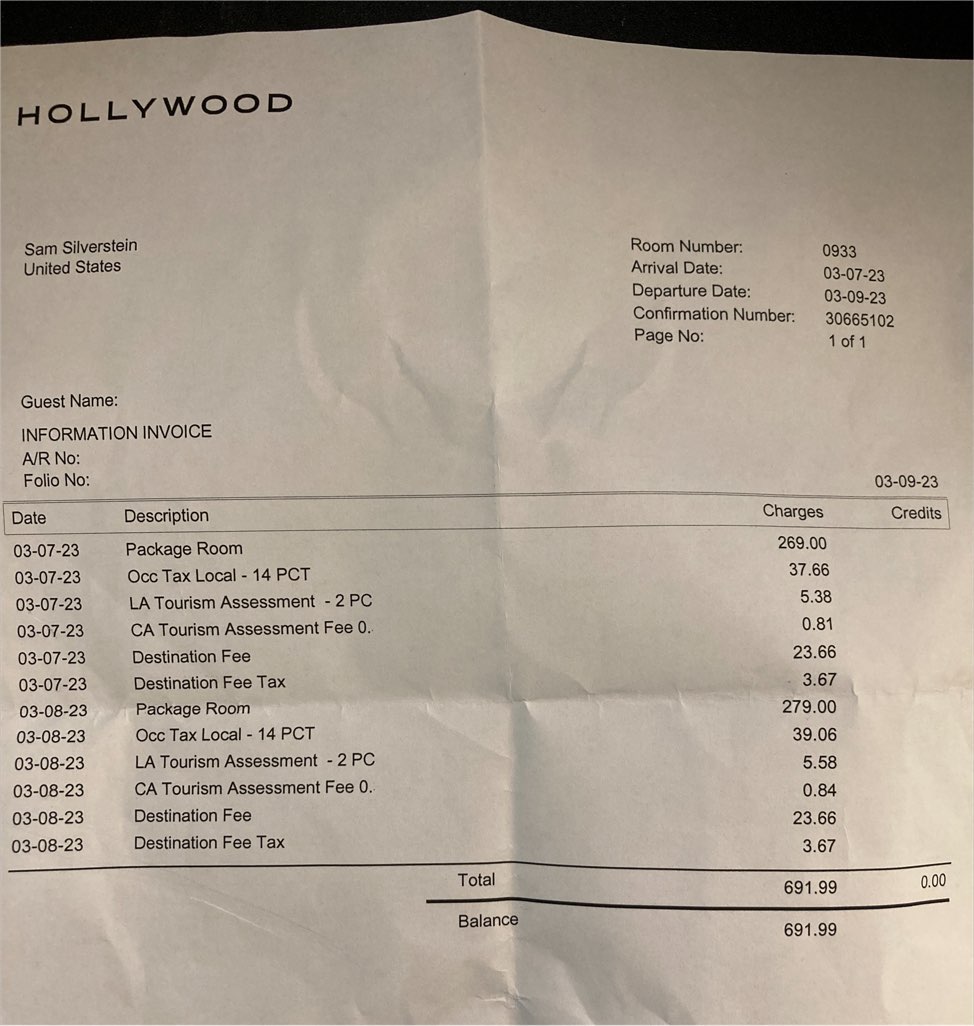 HOLLYWOOD
Sam Silverstein
United States
Room Number: 0933
Arrival Date: 03-07-23
Departure Date: 03-09-23
Confirmation Number: 30665102
Page No: 1 of 1
Guest Name:
INFORMATION INVOICE
A/R No:
Folio No:
03-09-23
Date Description Charges Credits
03-07-23 Package Room 269.00
03-07-23 Occ Tax Local - 14 PCT 37.66
03-07-23 LA Tourism Assessment - 2 PC 5.38
03-07-23 CA Tourism Assessment Fee 0. 0.81
03-07-23 Destination Fee 23.66
03-07-23 Destination Fee Tax 3.67
03-08-23 Package Room 279.00
03-08-23 Occ Tax Local - 14 PCT 39.06
03-08-23 LA Tourism Assessment - 2 PC 5.58
03-08-23 CA Tourism Assessment Fee 0. 0.84
03-08-23 Destination Fee 23.66
03-08-23 Destination Fee Tax 3.67
Total 691.99 0.00
Balance 691.99